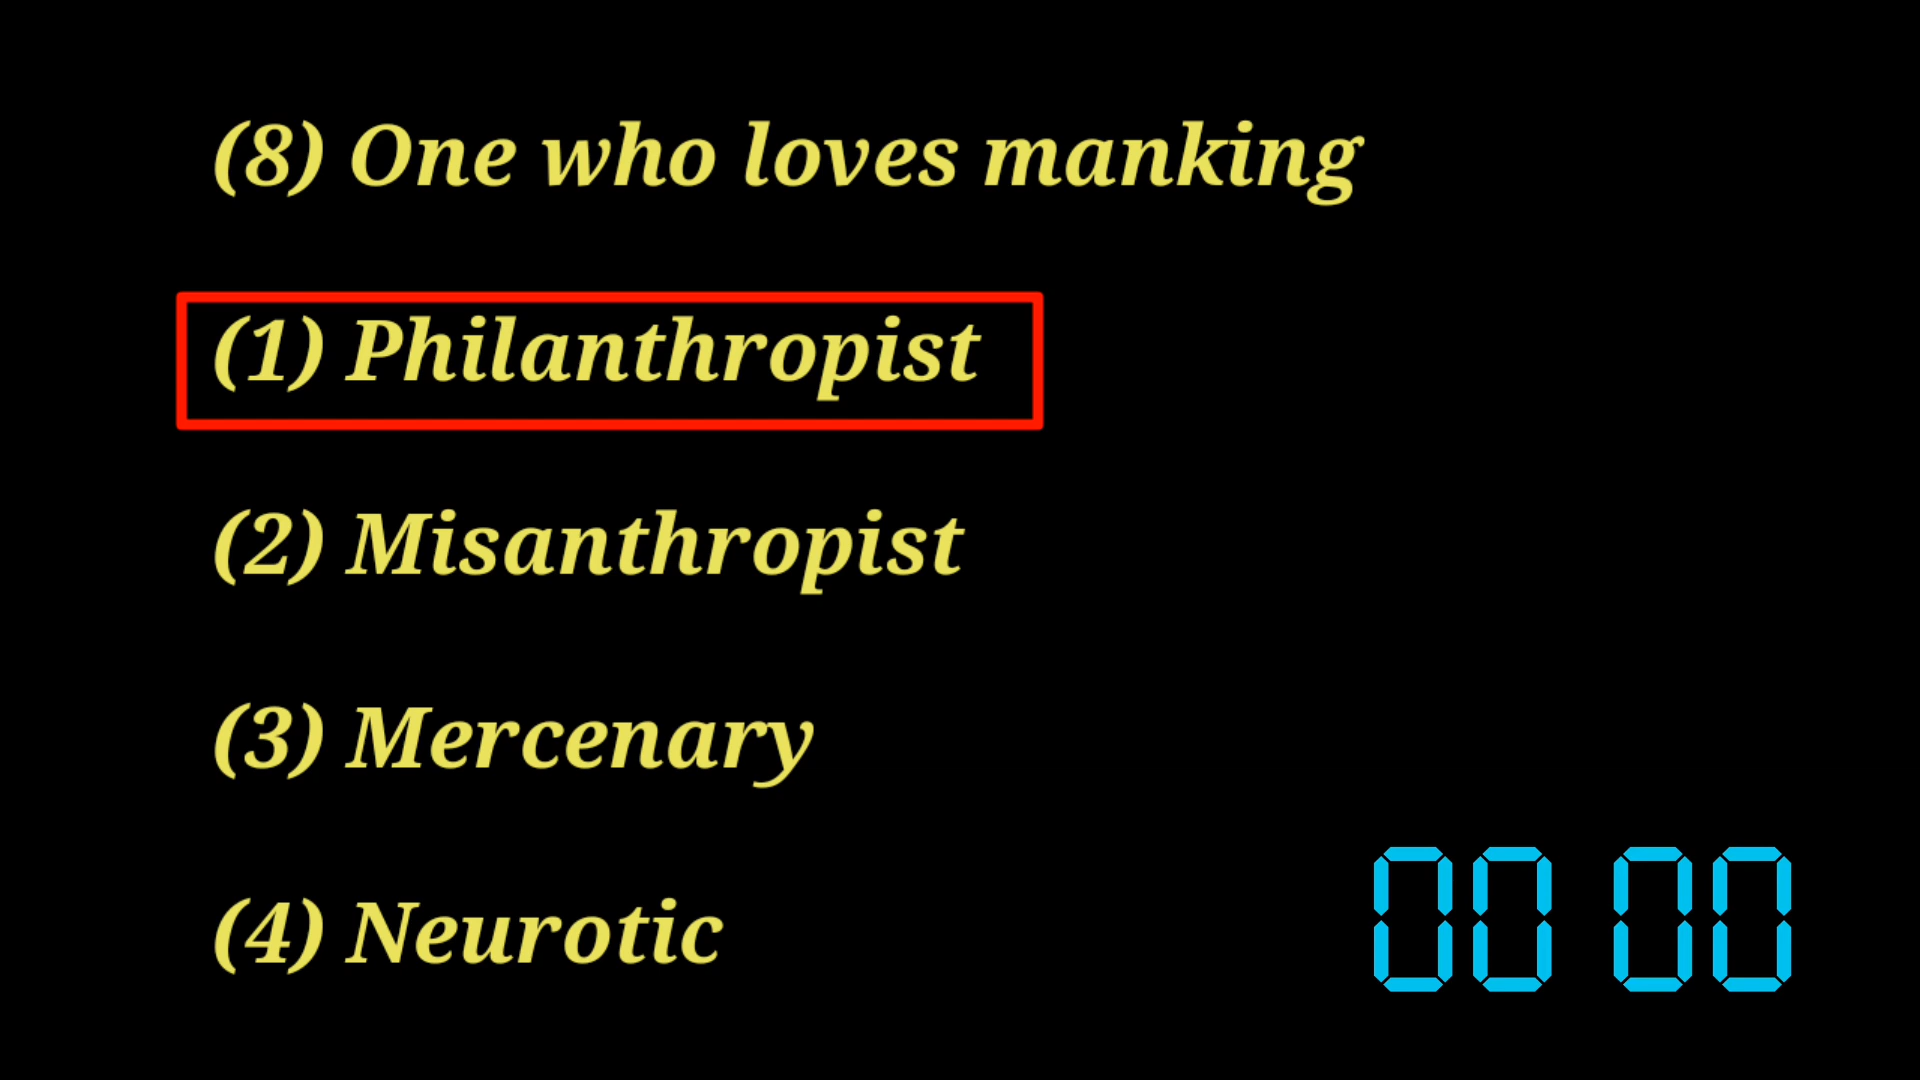 (8) One who loves manking
(1) Philanthropist
(2) Misanthropist
(3) Mercenary
(4) Neurotic
00 00